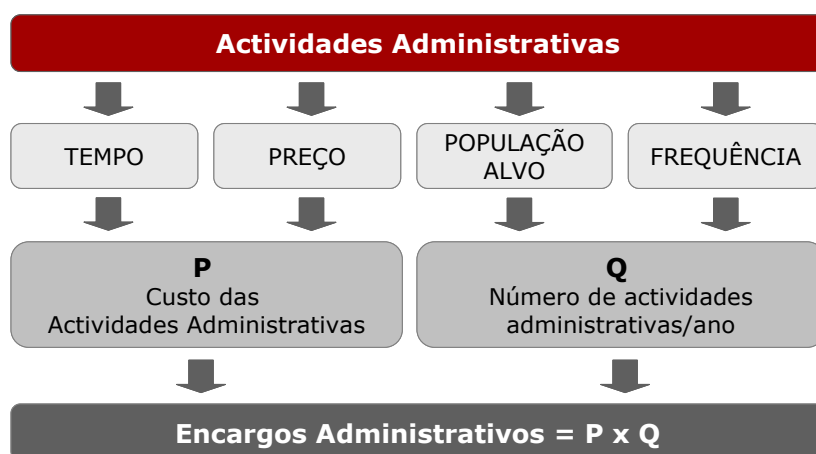 Actividades Administrativas
TEMPO
PREÇO
POPULAÇÃO
ALVO
FREQUÊNCIA
P
Custo das
Actividades Administrativas
Q
Número de actividades
administrativas/ano
Encargos Administrativos = P x Q